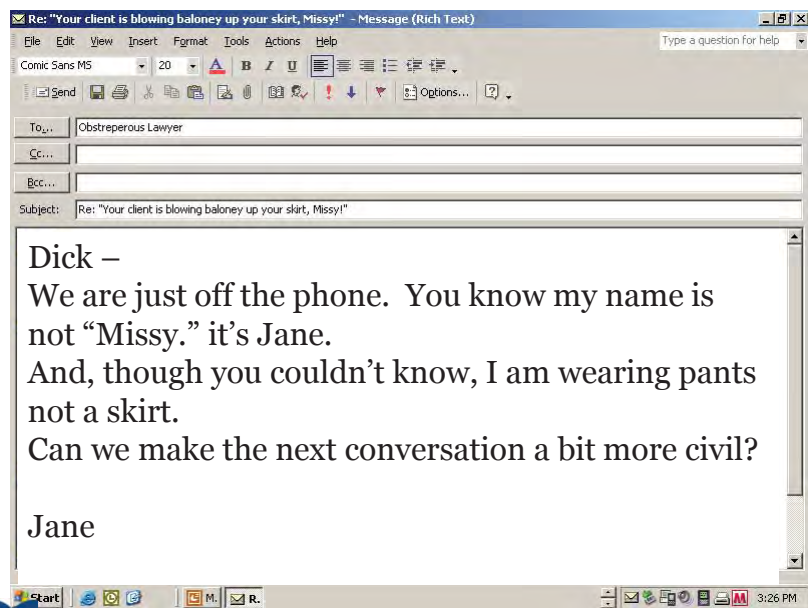 Re: "Your client is blowing baloney up your skirt, Missy!" - Message (Rich Text)
File Edit View Insert Format Tools Actions Help
Type a question for help
Comic Sans MS 20 A B I U
Send Options...
To... Obstreperous Lawyer
Cc...
Bcc...
Subject: Re: "Your client is blowing baloney up your skirt, Missy!"
Dick –
We are just off the phone.  You know my name is
not “Missy.” it’s Jane.
And, though you couldn’t know, I am wearing pants
not a skirt.
Can we make the next conversation a bit more civil?
Jane
Start M. R. M 3:26 PM